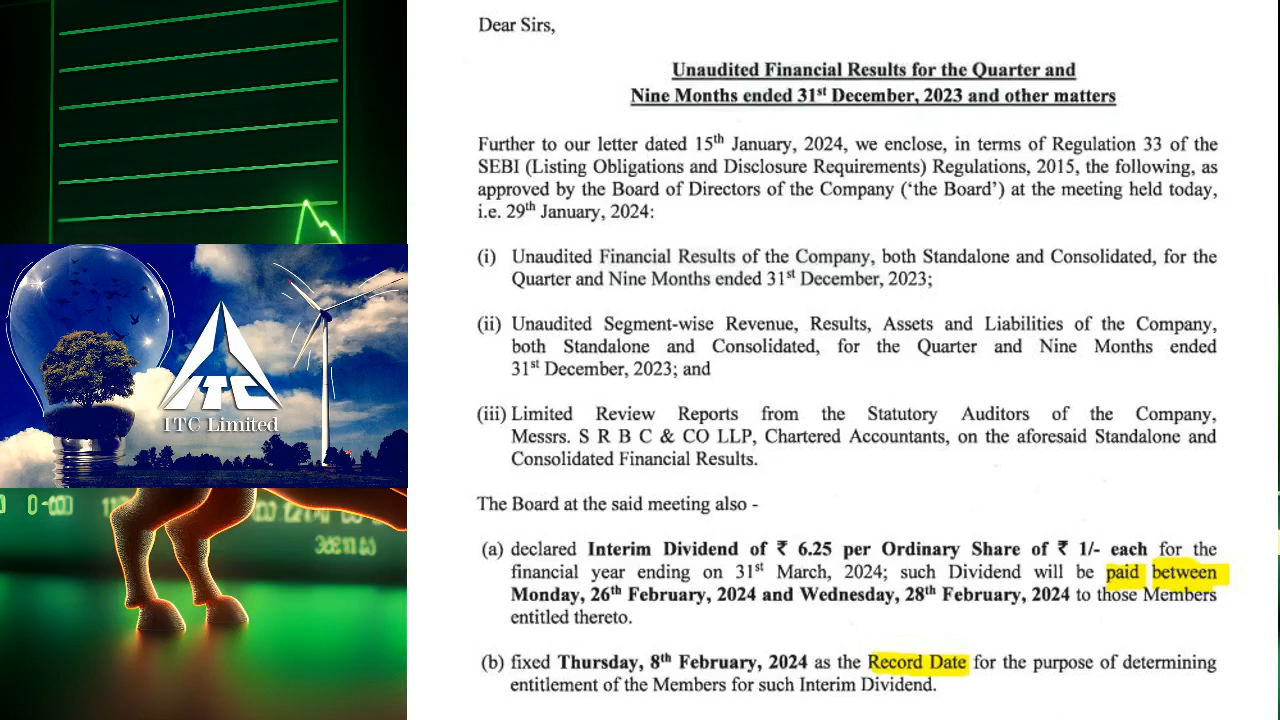 Dear Sirs,
Unaudited Financial Results for the Quarter and
Nine Months ended 31st December, 2023 and other matters
Further to our letter dated 15th January, 2024, we enclose, in terms of Regulation 33 of the
SEBI (Listing Obligations and Disclosure Requirements) Regulations, 2015, the following, as
approved by the Board of Directors of the Company (‘the Board’) at the meeting held today,
i.e. 29th January, 2024:
(i) Unaudited Financial Results of the Company, both Standalone and Consolidated, for the
Quarter and Nine Months ended 31st December, 2023;
(ii) Unaudited Segment-wise Revenue, Results, Assets and Liabilities of the Company,
both Standalone and Consolidated, for the Quarter and Nine Months ended
31st December, 2023; and
(iii) Limited Review Reports from the Statutory Auditors of the Company,
Messrs. S R B C & CO LLP, Chartered Accountants, on the aforesaid Standalone and
Consolidated Financial Results.
The Board at the said meeting also -
(a) declared Interim Dividend of ₹ 6.25 per Ordinary Share of ₹ 1/- each for the
financial year ending on 31st March, 2024; such Dividend will be paid between
Monday, 26th February, 2024 and Wednesday, 28th February, 2024 to those Members
entitled thereto.
(b) fixed Thursday, 8th February, 2024 as the Record Date for the purpose of determining
entitlement of the Members for such Interim Dividend.
ITC
ITC Limited